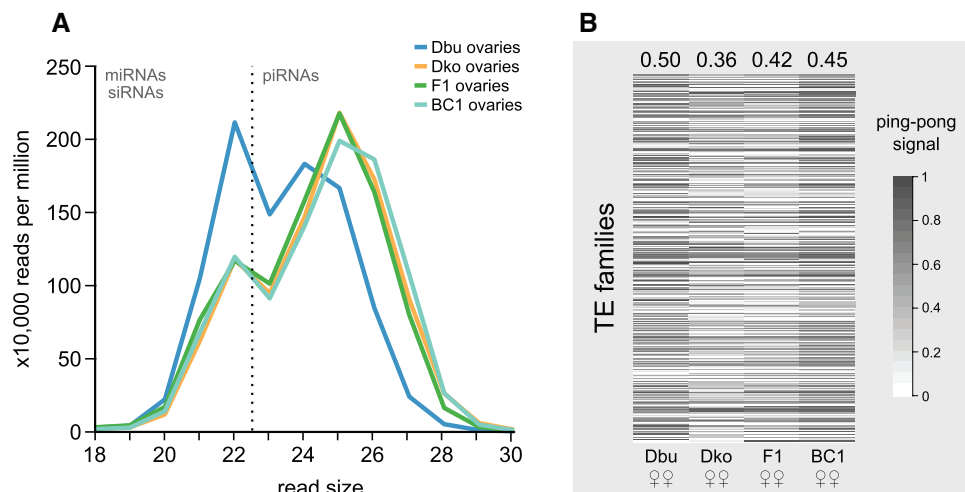 A
Dbu ovaries
Dko ovaries
F1 ovaries
BC1 ovaries
miRNAs
siRNAs
piRNAs
x10,000 reads per million
250
200
150
100
50
0
18 20 22 24 26 28 30
read size
B
0.50 0.36 0.42 0.45
TE families
Dbu Dko F1 BC1
♀♀ ♀♀ ♀♀ ♀♀
ping-pong
signal
1
0.8
0.6
0.4
0.2
0